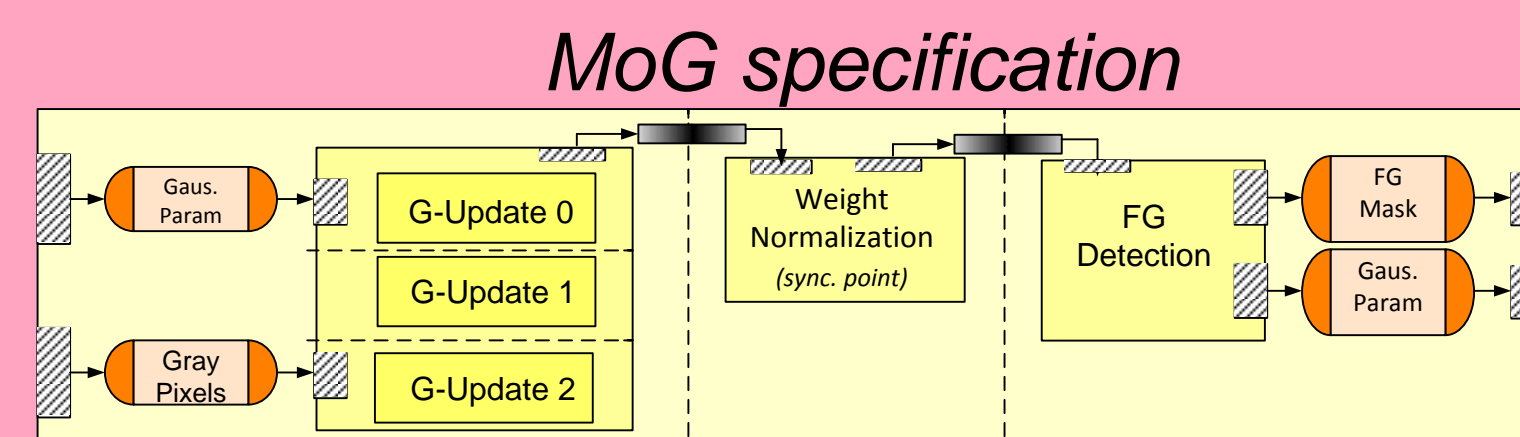 MoG specification
Gaus.
Param
Gray
Pixels
G-Update 0
G-Update 1
G-Update 2
Weight
Normalization
(sync. point)
FG
Detection
FG
Mask
Gaus.
Param